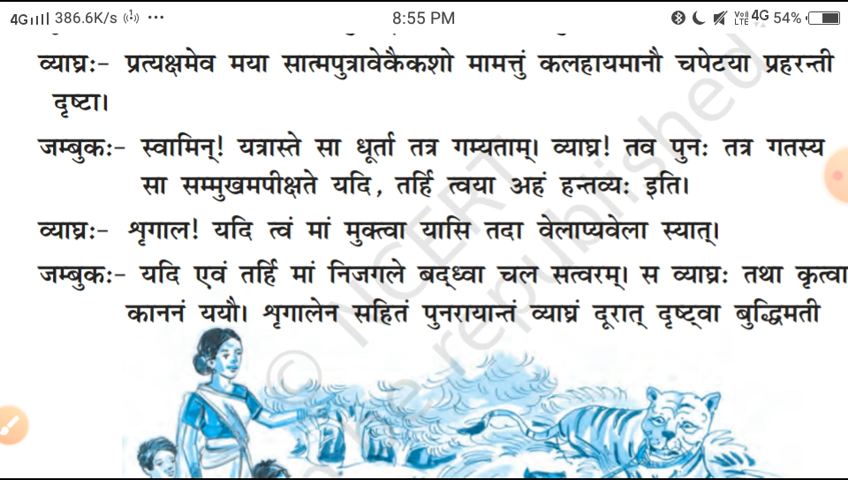 4G 386.6K/s ••• 8:55 PM VoU LTE 4G 54%
व्याघ्रः- प्रत्यक्षमेव मया सात्मपुत्रावेकैकशो मामत्तुं कलहायमानौ चपेटया प्रहरन्ती
दृष्टा।
जम्बुकः- स्वामिन्! यत्रास्ते सा धूर्ता तत्र गम्यताम्। व्याघ्र! तव पुनः तत्र गतस्य
सा सम्मुखमपीक्षते यदि, तर्हि त्वया अहं हन्तव्यः इति।
व्याघ्रः- शृगाल! यदि त्वं मां मुक्त्वा यासि तदा वेलाप्यवेला स्यात्।
जम्बुकः- यदि एवं तर्हि मां निजगले बद्ध्वा चल सत्वरम्। स व्याघ्रः तथा कृत्वा
काननं ययौ। शृगालेन सहितं पुनरायान्तं व्याघ्रं दूरात् दृष्ट्वा बुद्धिमती
© NCERT
be republished